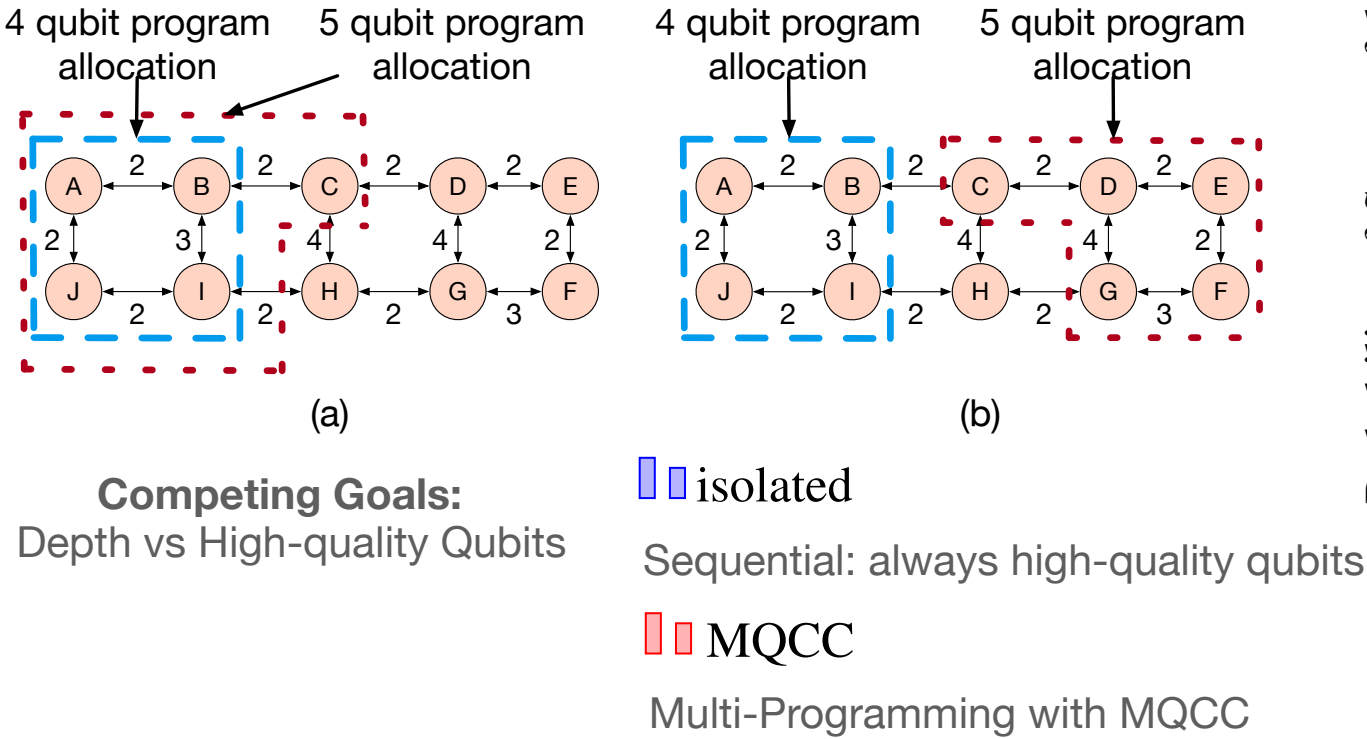 4 qubit program allocation
5 qubit program allocation
A 2 B 2 C 2 D 2 E
2 3 4 4 2
J 2 I 2 H 2 G 3 F
(a)
4 qubit program allocation
5 qubit program allocation
A 2 B 2 C 2 D 2 E
2 3 4 4 2
J 2 I 2 H 2 G 3 F
(b)
Competing Goals:
Depth vs High-quality Qubits
isolated
Sequential: always high-quality qubits
MQCC
Multi-Programming with MQCC